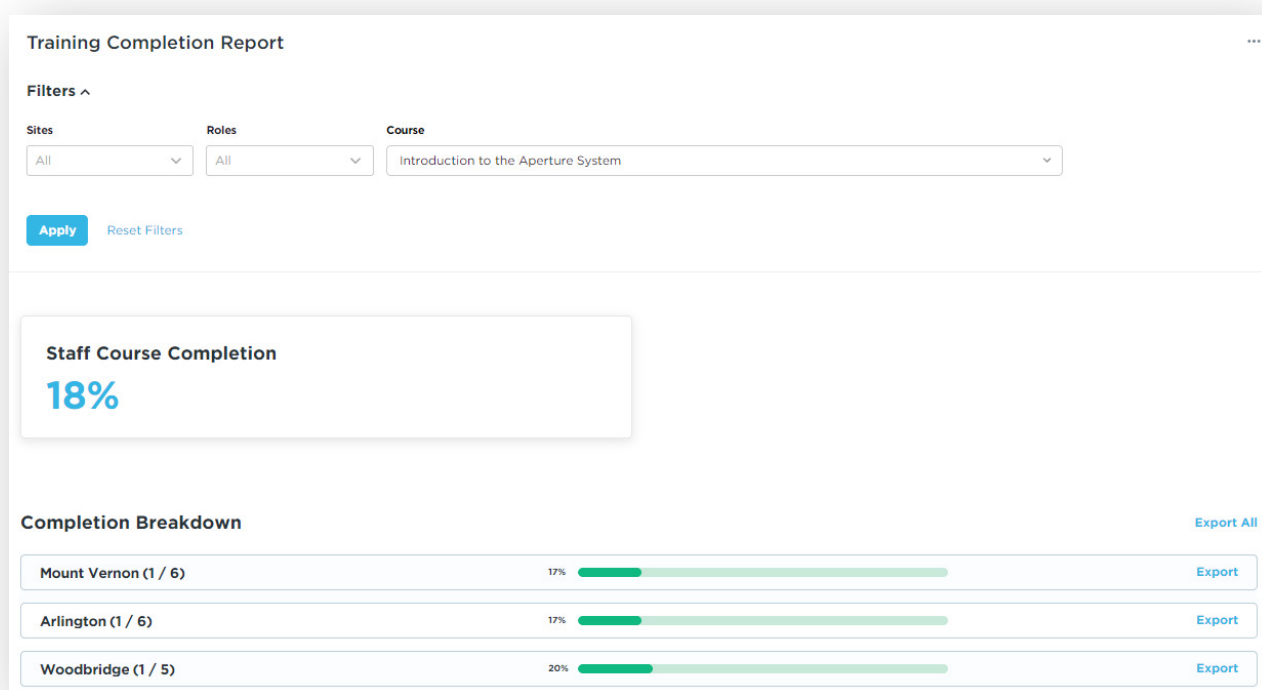 Training Completion Report
...
Filters
Sites Roles Course
All All Introduction to the Aperture System
Apply Reset Filters
Staff Course Completion
18%
Completion Breakdown Export All
Mount Vernon (1 / 6) 17% Export
Arlington (1 / 6) 17% Export
Woodbridge (1 / 5) 20% Export